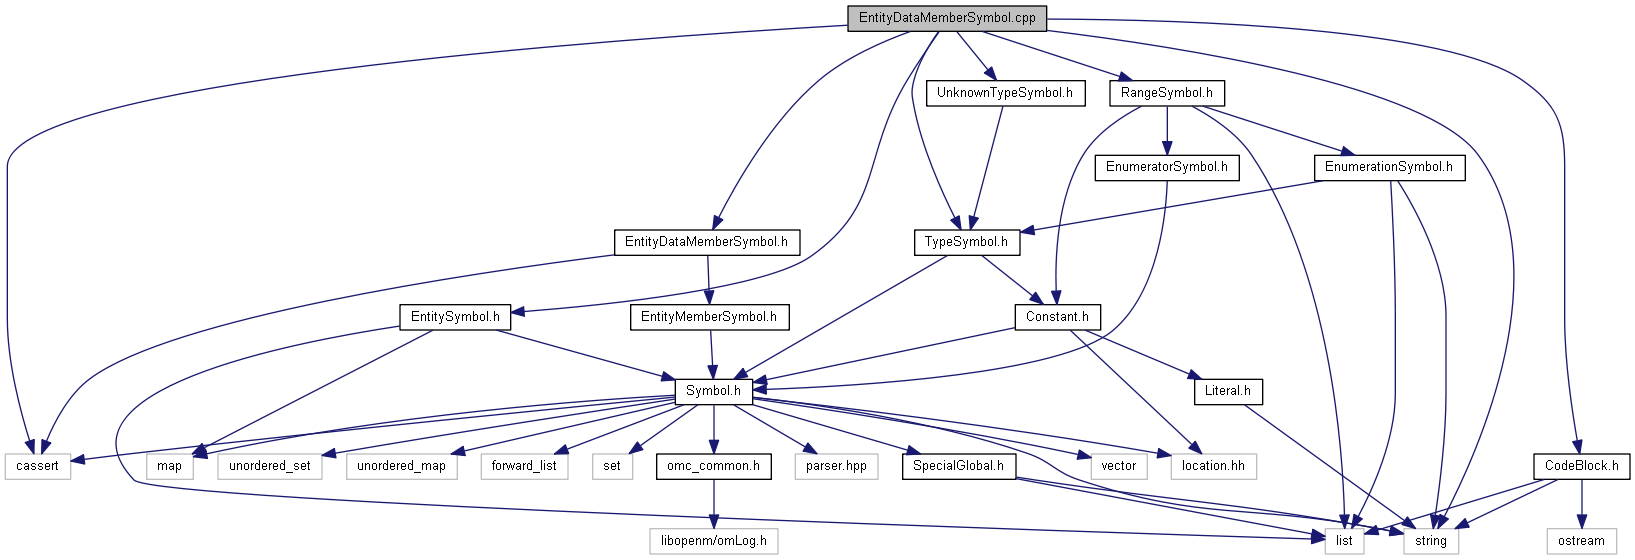 EntityDataMemberSymbol.cpp
UnknownTypeSymbol.h
RangeSymbol.h
EnumeratorSymbol.h
EnumerationSymbol.h
EntityDataMemberSymbol.h
TypeSymbol.h
EntitySymbol.h
EntityMemberSymbol.h
Constant.h
Symbol.h
Literal.h
cassert
map
unordered_set
unordered_map
forward_list
set
omc_common.h
parser.hpp
SpecialGlobal.h
vector
location.hh
CodeBlock.h
libopenm/omLog.h
list
string
ostream